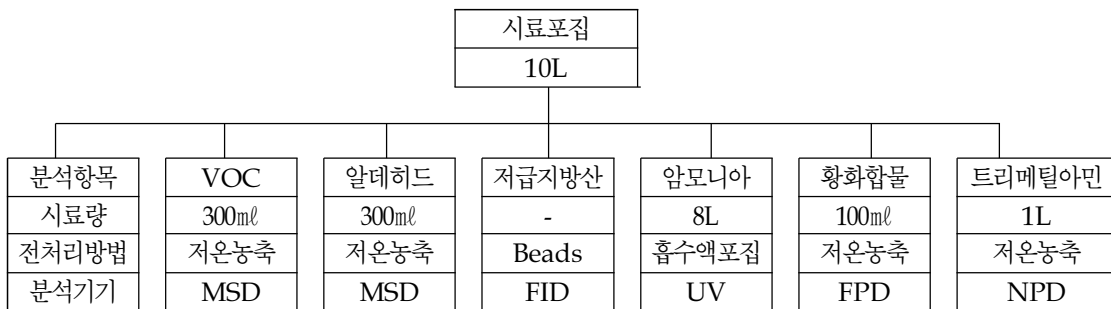 시료포집
10L
분석항목 VOC 알데히드 저급지방산 암모니아 황화합물 트리메틸아민
시료량 300㎖ 300㎖ - 8L 100㎖ 1L
전처리방법 저온농축 저온농축 Beads 흡수액포집 저온농축 저온농축
분석기기 MSD MSD FID UV FPD NPD